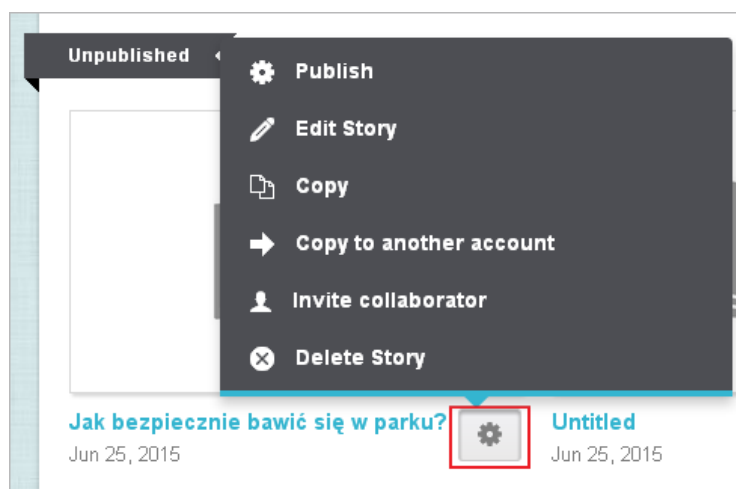 Unpublished
Publish
Edit Story
Copy
Copy to another account
Invite collaborator
Delete Story
Jak bezpiecznie bawić się w parku?
Jun 25, 2015
Untitled
Jun 25, 2015